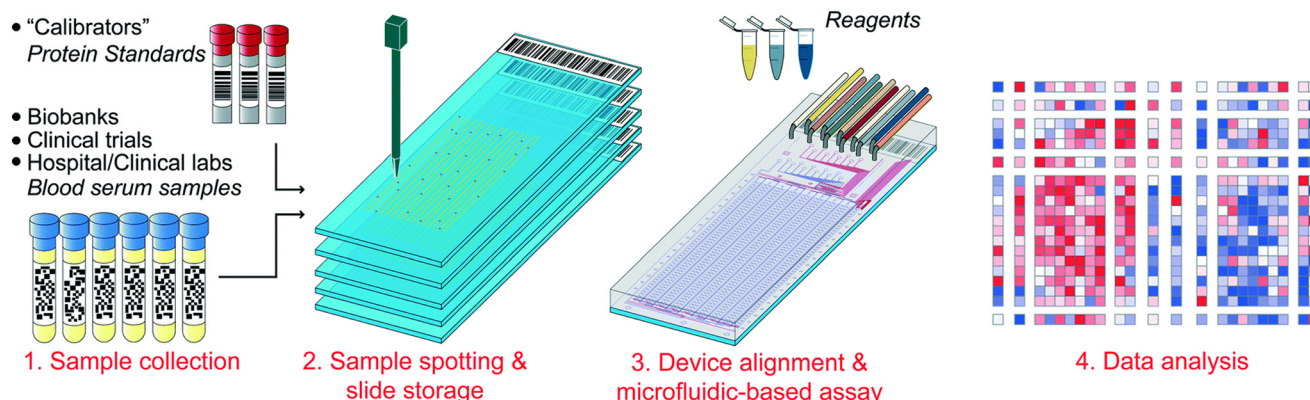 • “Calibrators”
Protein Standards
• Biobanks
• Clinical trials
• Hospital/Clinical labs
Blood serum samples
1. Sample collection
2. Sample spotting &
slide storage
Reagents
3. Device alignment &
microfluidic-based assay
4. Data analysis